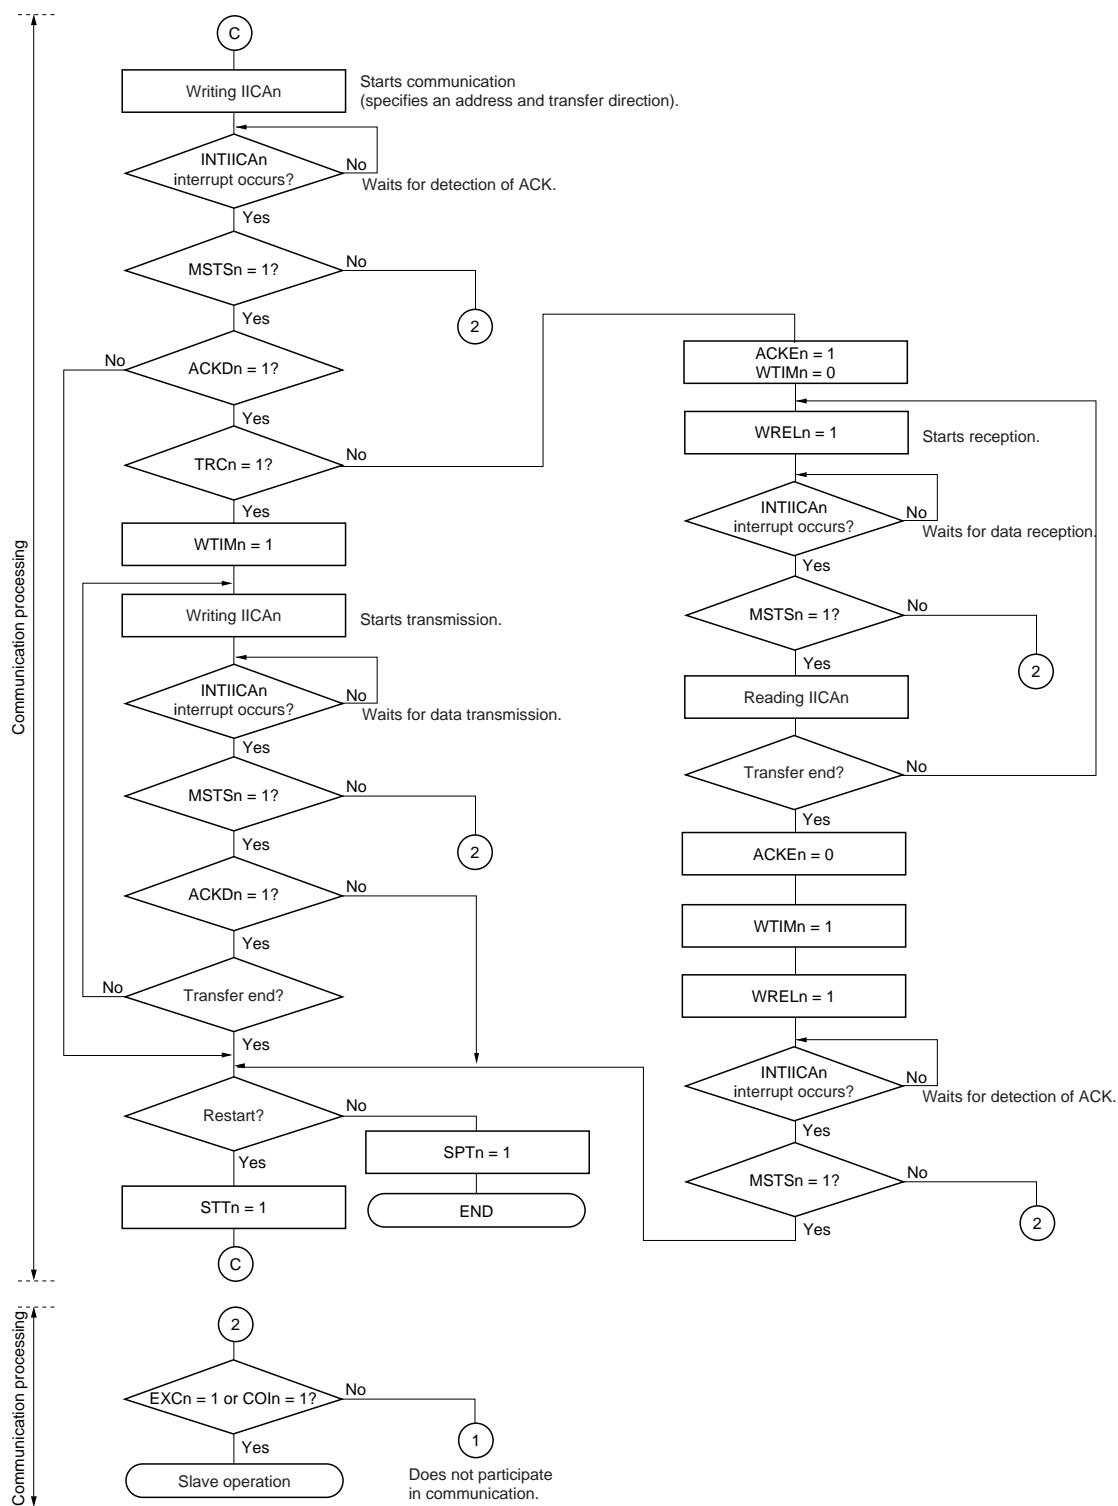 C
Writing IICAn
Starts communication
(specifies an address and transfer direction).
INTIICAn
interrupt occurs?
No
Waits for detection of ACK.
Yes
MSTSn = 1?
No
2
Yes
ACKDn = 1?
No
Yes
TRCn = 1?
No
Yes
WTIMn = 1
Writing IICAn
Starts transmission.
INTIICAn
interrupt occurs?
No
Waits for data transmission.
Yes
MSTSn = 1?
No
2
Yes
ACKDn = 1?
No
Yes
Transfer end?
No
Yes
Restart?
No
SPTn = 1
END
Yes
STTn = 1
C
ACKEn = 1
WTIMn = 0
WRELn = 1
Starts reception.
INTIICAn
interrupt occurs?
No
Waits for data reception.
Yes
MSTSn = 1?
No
2
Yes
Reading IICAn
Transfer end?
No
Yes
ACKEn = 0
WTIMn = 1
WRELn = 1
INTIICAn
interrupt occurs?
No
Waits for detection of ACK.
Yes
MSTSn = 1?
No
2
Yes
Communication processing
2
EXCn = 1 or COIn = 1?
No
1
Does not participate
in communication.
Yes
Slave operation
Communication processing